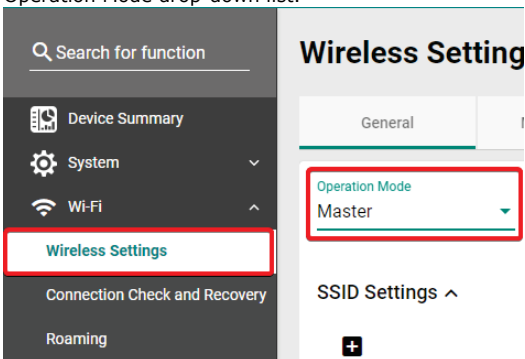 Operation Mode drop-down list.
Search for function
Device Summary
System
Wi-Fi
Wireless Settings
Connection Check and Recovery
Roaming
Wireless Setting
General
Operation Mode
Master
SSID Settings